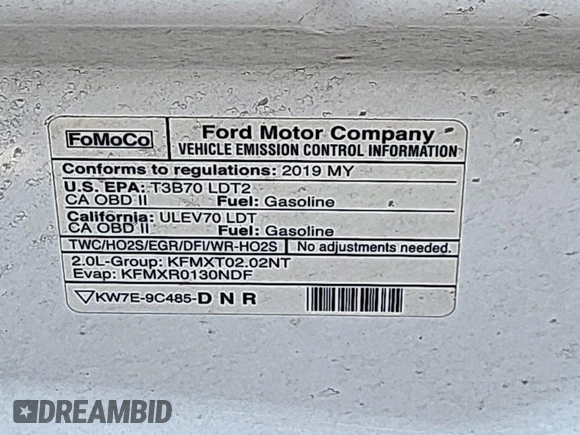 FoMoCo
Ford Motor Company
VEHICLE EMISSION CONTROL INFORMATION
Conforms to regulations: 2019 MY
U.S. EPA: T3B70 LDT2
CA OBD II Fuel: Gasoline
California: ULEV70 LDT
CA OBD II Fuel: Gasoline
TWC/HO2S/EGR/DFI/WR-HO2S No adjustments needed.
2.0L-Group: KFMXT02.02NT
Evap: KFMXR0130NDF
KW7E-9C485-D N R
DREAMBID